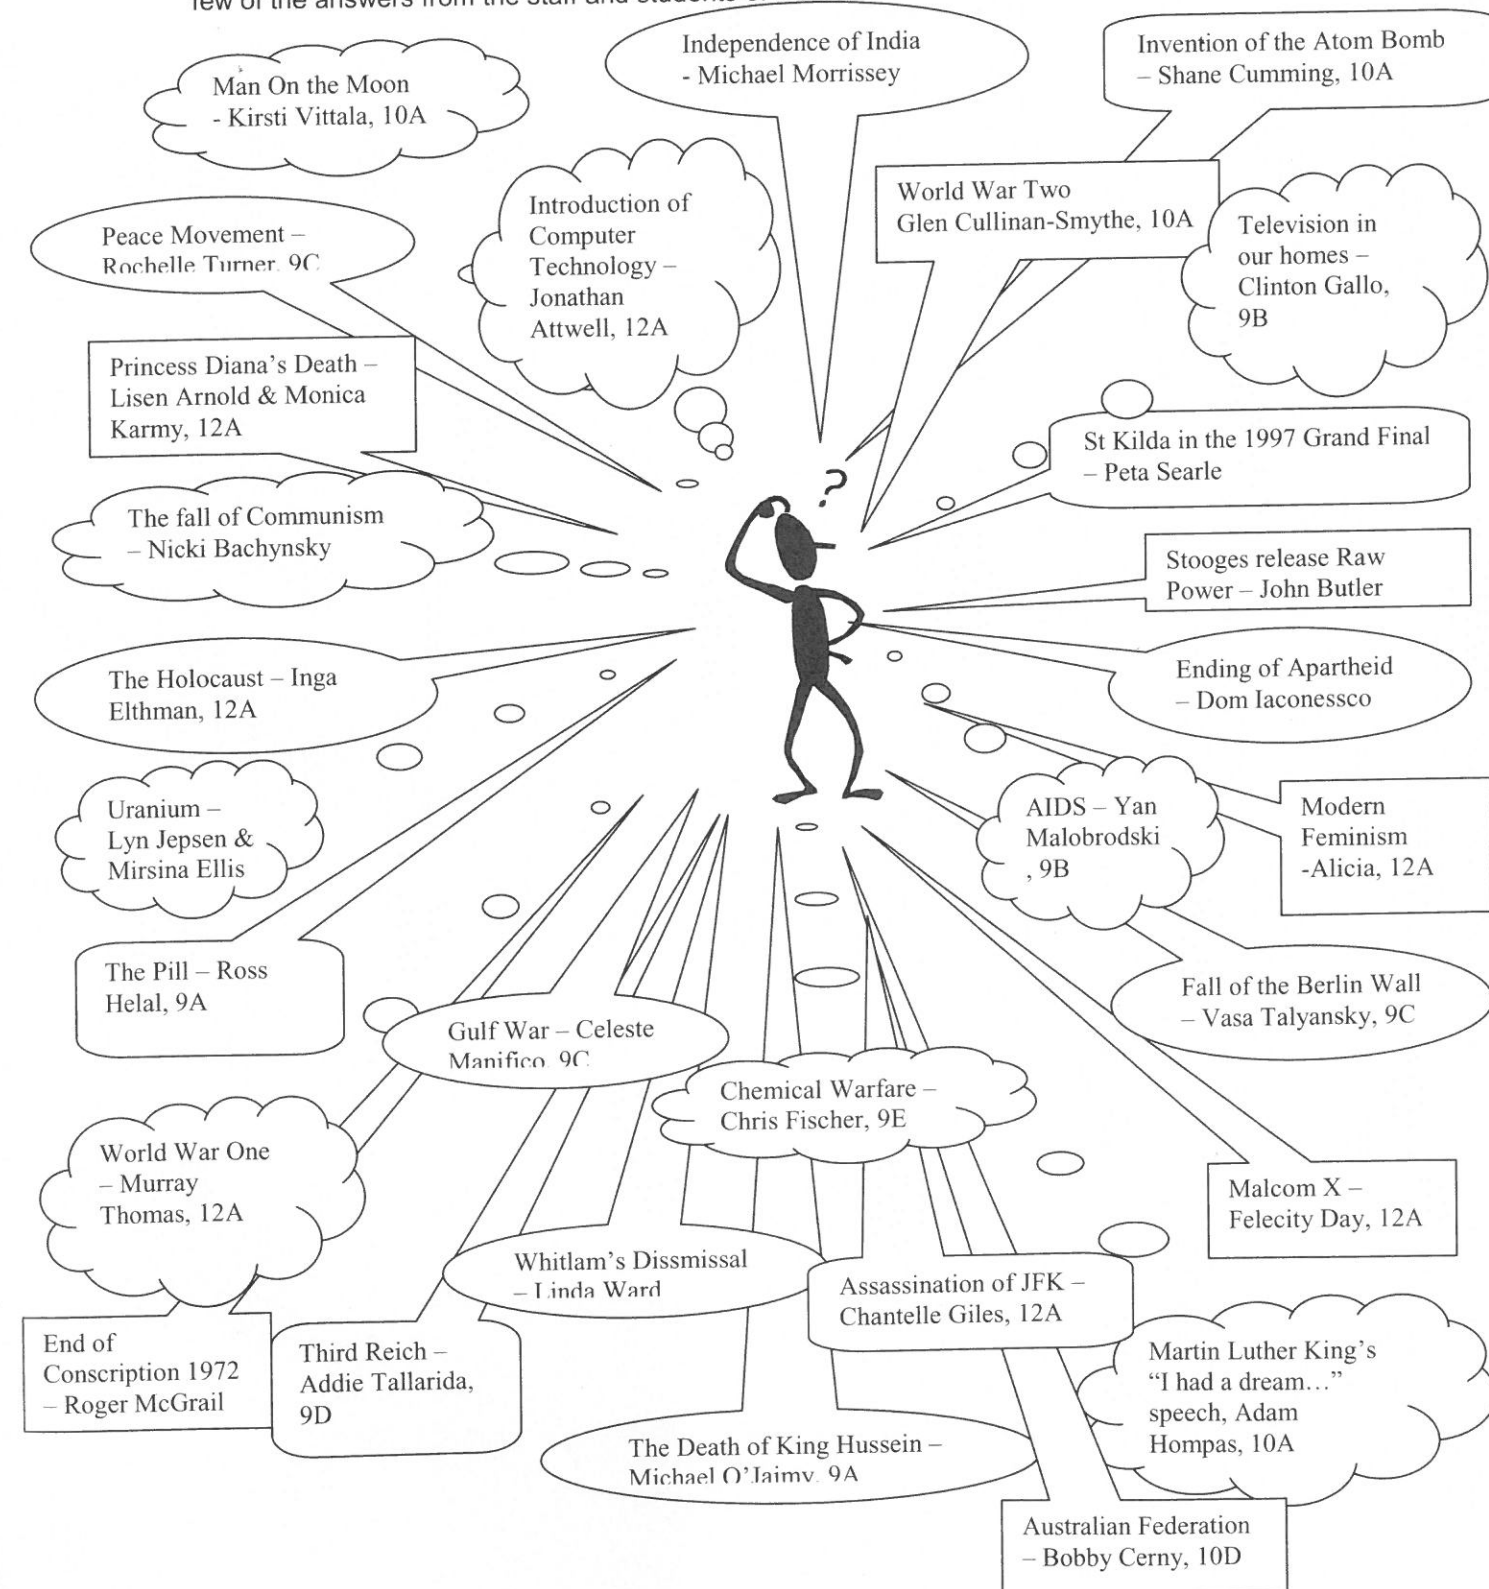 few of the answers from the staff and students
Man On the Moon
- Kirsti Vittala, 10A
Independence of India
- Michael Morrissey
Invention of the Atom Bomb
– Shane Cumming, 10A
Peace Movement –
Rochelle Turner, 9C
Introduction of
Computer
Technology –
Jonathan
Attwell, 12A
World War Two
Glen Cullinan-Smythe, 10A
Television in
our homes –
Clinton Gallo,
9B
Princess Diana's Death –
Lisen Arnold & Monica
Karmy, 12A
St Kilda in the 1997 Grand Final
– Peta Searle
The fall of Communism
– Nicki Bachynsky
?
Stooges release Raw
Power – John Butler
The Holocaust – Inga
Elthman, 12A
Ending of Apartheid
– Dom Iaconessco
Uranium –
Lyn Jepsen &
Mirsina Ellis
AIDS – Yan
Malobrodski
, 9B
Modern
Feminism
-Alicia, 12A
The Pill – Ross
Helal, 9A
Gulf War – Celeste
Manifico, 9C
Fall of the Berlin Wall
– Vasa Talyansky, 9C
Chemical Warfare –
Chris Fischer, 9E
World War One
– Murray
Thomas, 12A
Malcom X –
Felecity Day, 12A
Whitlam's Dissmissal
– Linda Ward
Assassination of JFK –
Chantelle Giles, 12A
End of
Conscription 1972
– Roger McGrail
Third Reich –
Addie Tallarida,
9D
Martin Luther King's
“I had a dream…”
speech, Adam
Hompas, 10A
The Death of King Hussein –
Michael O'Jaimy, 9A
Australian Federation
– Bobby Cerny, 10D